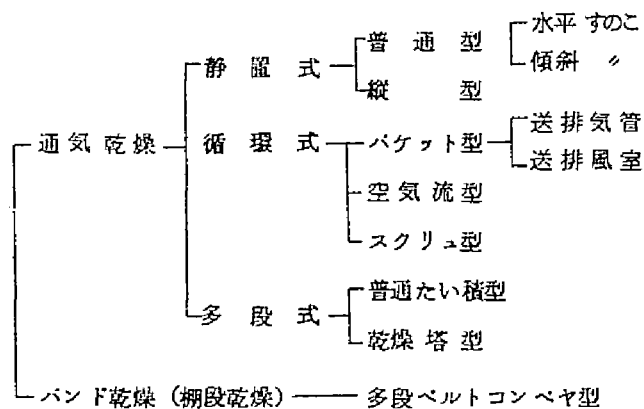 普通型
水平すのこ
傾斜 〃
静置式
縦型
通気乾燥
循環式
バケット型
送排気管
送排風室
空気流型
スクリュ型
多段式
普通たい積型
乾燥塔型
バンド乾燥（棚段乾燥）
多段ベルトコンベヤ型